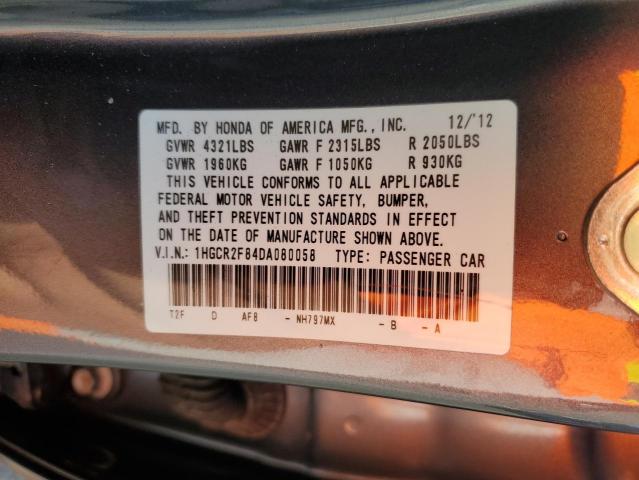 MFD. BY HONDA OF AMERICA MFG., INC. 12/'12
GVWR 4321LBS GAWR F 2315LBS R 2050LBS
GVWR 1960KG GAWR F 1050KG R 930KG
THIS VEHICLE CONFORMS TO ALL APPLICABLE
FEDERAL MOTOR VEHICLE SAFETY, BUMPER,
AND THEFT PREVENTION STANDARDS IN EFFECT
ON THE DATE OF MANUFACTURE SHOWN ABOVE.
V.I.N.: 1HGCR2F84DA080058 TYPE: PASSENGER CAR
T2F D AF8 - NH797MX - B - A